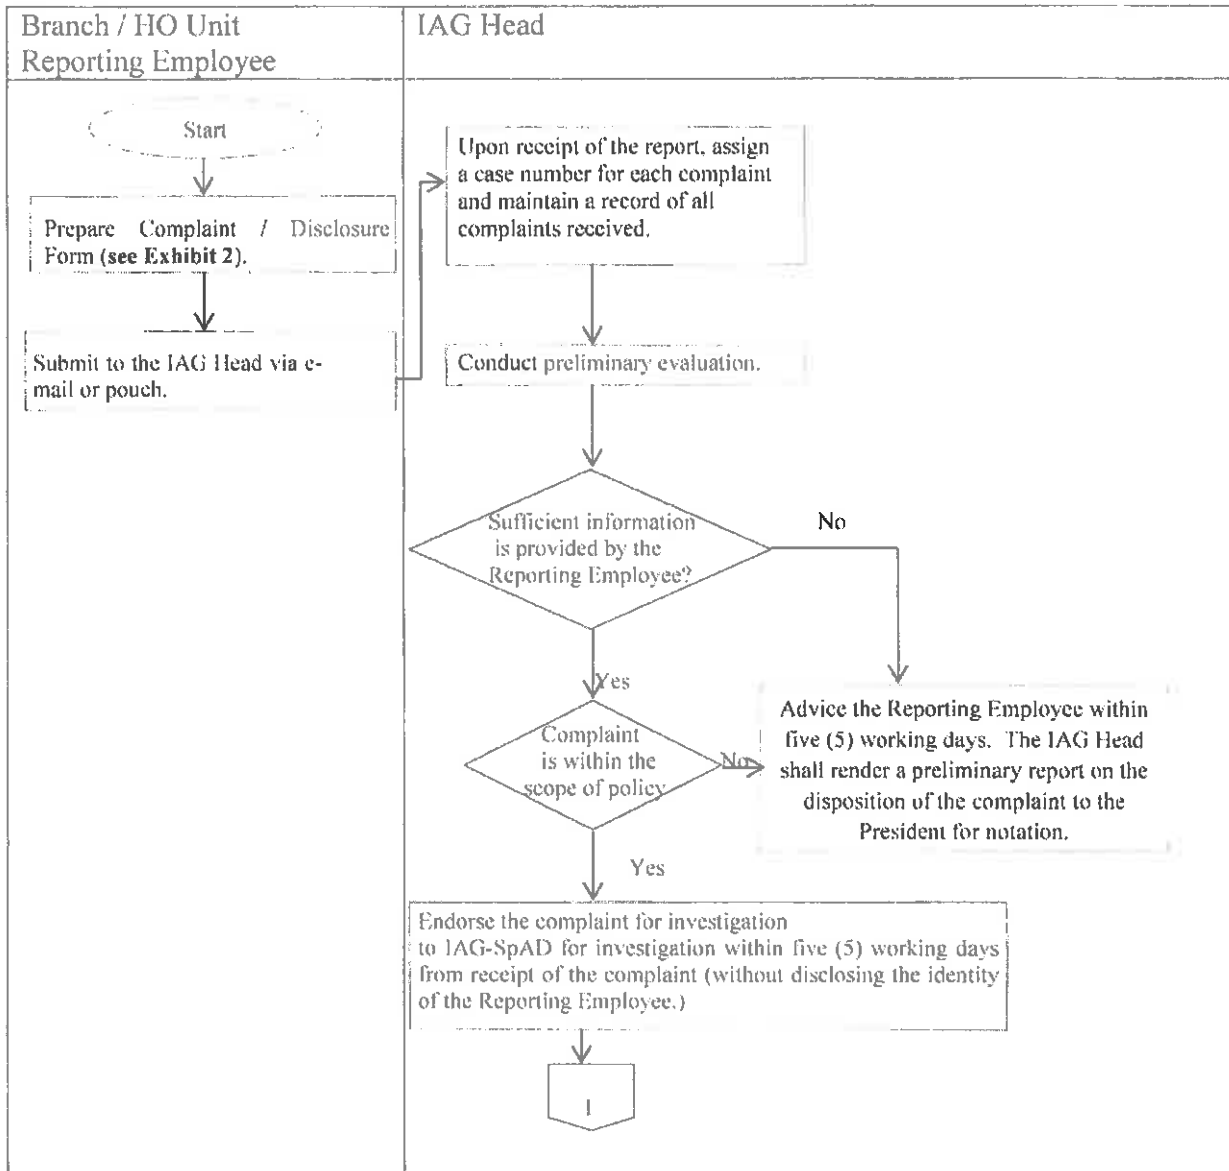 Branch / HO Unit
Reporting Employee
IAG Head
Start
Prepare Complaint / Disclosure
Form (see Exhibit 2).
Submit to the IAG Head via e-
mail or pouch.
Upon receipt of the report, assign
a case number for each complaint
and maintain a record of all
complaints received.
Conduct preliminary evaluation.
Sufficient information
is provided by the
Reporting Employee?
No
Yes
Complaint
is within the
scope of policy
No
Advice the Reporting Employee within
five (5) working days. The IAG Head
shall render a preliminary report on the
disposition of the complaint to the
President for notation.
Yes
Endorse the complaint for investigation
to IAG-SpAD for investigation within five (5) working days
from receipt of the complaint (without disclosing the identity
of the Reporting Employee.)
1